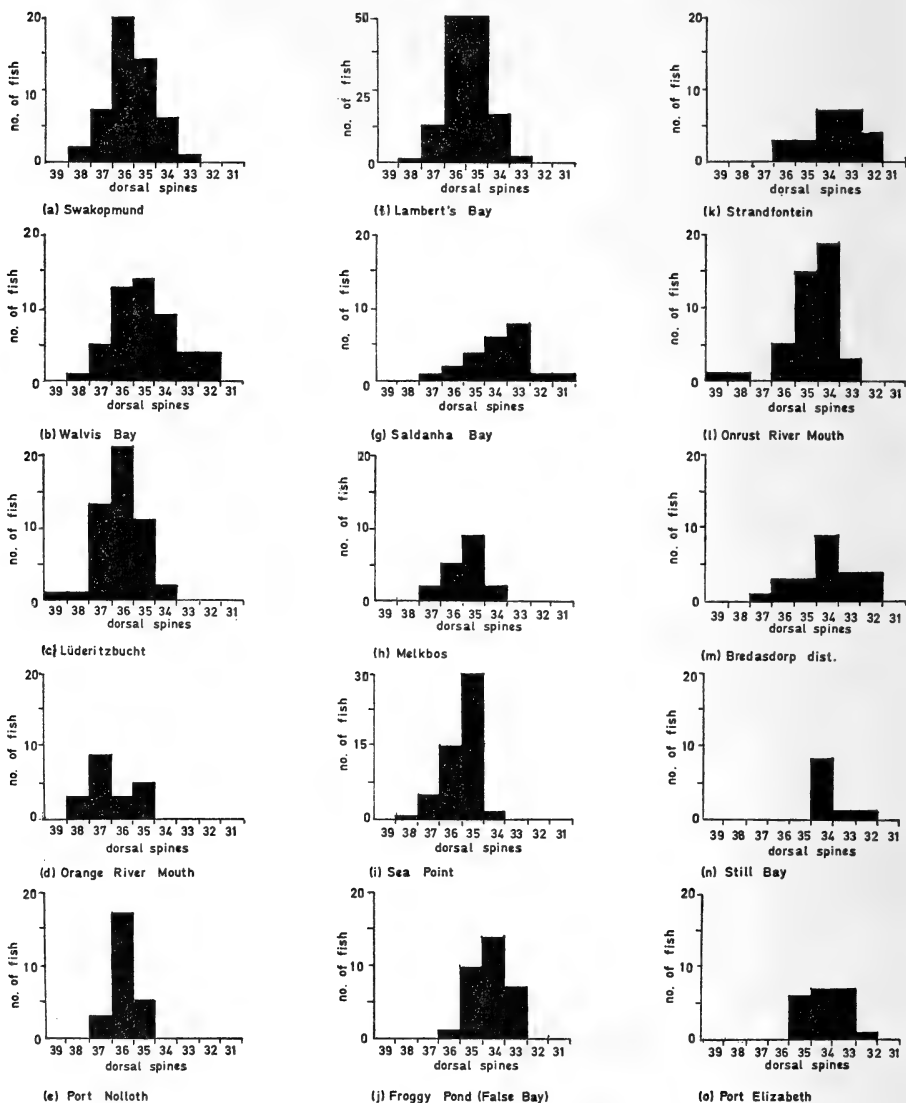 no. of fish
20
10
0
39 38 37 36 35 34 33 32 31
dorsal spines
(a) Swakopmund
no. of fish
20
10
0
39 38 37 36 35 34 33 32 31
dorsal spines
(b) Walvis Bay
no. of fish
20
10
0
39 38 37 36 35 34 33 32 31
dorsal spines
(c) Lüderitzbucht
no. of fish
20
10
0
39 38 37 36 35 34 33 32 31
dorsal spines
(d) Orange River Mouth
no. of fish
20
10
0
39 38 37 36 35 34 33 32 31
dorsal spines
(e) Port Nolloth
no. of fish
50
25
0
39 38 37 36 35 34 33 32 31
dorsal spines
(f) Lambert's Bay
no. of fish
20
10
0
39 38 37 36 35 34 33 32 31
dorsal spines
(g) Saldanha Bay
no. of fish
20
10
0
39 38 37 36 35 34 33 32 31
dorsal spines
(h) Melkbos
no. of fish
30
15
0
39 38 37 36 35 34 33 32 31
dorsal spines
(i) Sea Point
no. of fish
20
10
0
39 38 37 36 35 34 33 32 31
dorsal spines
(j) Froggy Pond (False Bay)
no. of fish
20
10
0
39 38 37 36 35 34 33 32 31
dorsal spines
(k) Strandfontein
no. of fish
20
10
0
39 38 37 36 35 34 33 32 31
dorsal spines
(l) Onrust River Mouth
no. of fish
20
10
0
39 38 37 36 35 34 33 32 31
dorsal spines
(m) Bredasdorp dist.
no. of fish
20
10
0
39 38 37 36 35 34 33 32 31
dorsal spines
(n) Still Bay
no. of fish
20
10
0
39 38 37 36 35 34 33 32 31
dorsal spines
(o) Port Elizabeth